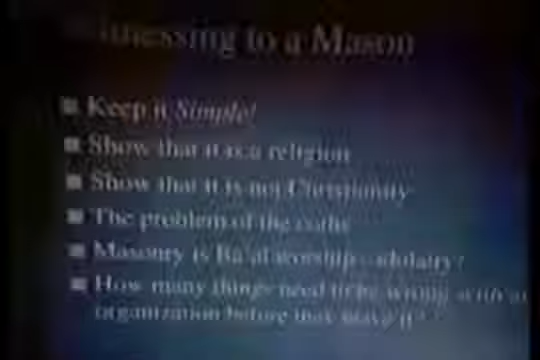 Witnessing to a Mason
Keep it Simple!
Show that it is a religion
Show that it is not Christianity
The problem of the oaths
Masonry is Ba'al worship - idolatry!
How many things need to be wrong with an
organization before they leave it?